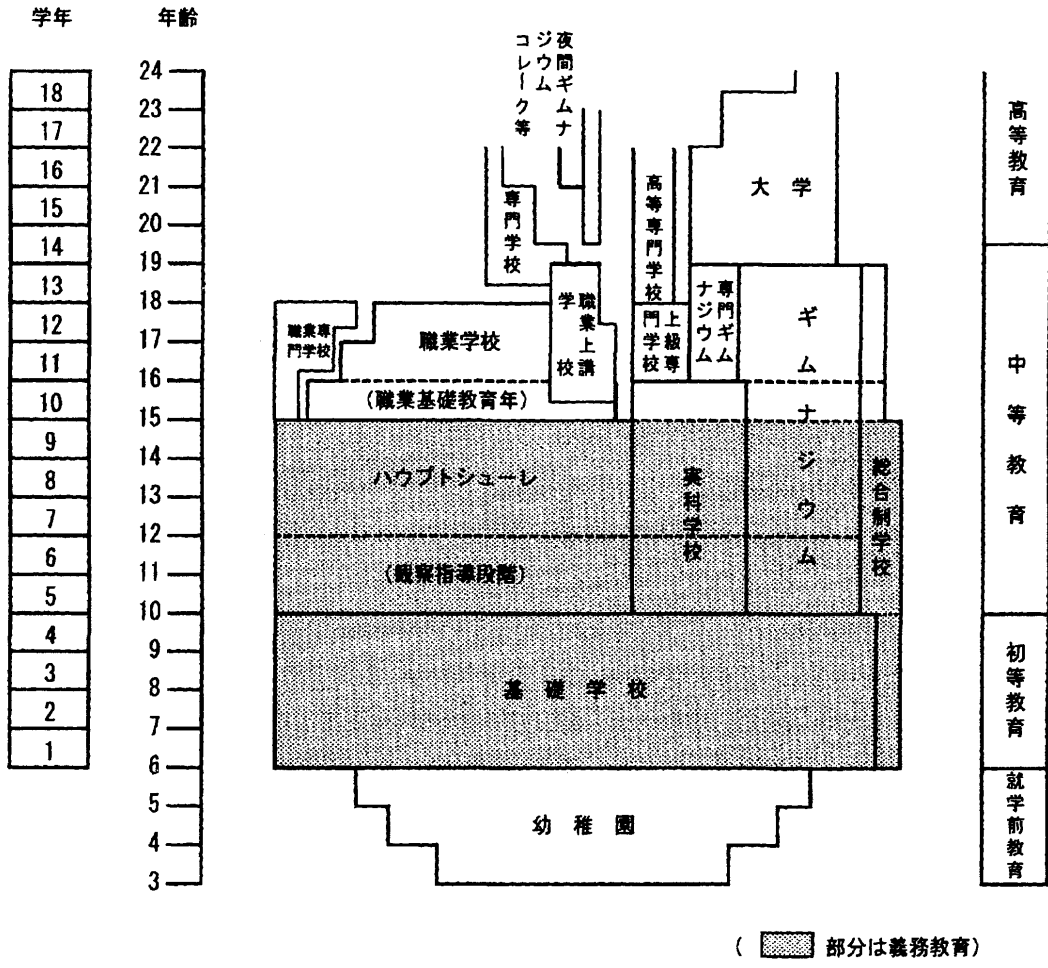 学年
年齢
18
17
16
15
14
13
12
11
10
9
8
7
6
5
4
3
2
1
24
23
22
21
20
19
18
17
16
15
14
13
12
11
10
9
8
7
6
5
4
3
夜間ギムナ
ジウム
コレーク等
専門学校
高等専門学校
大学
職業専
門学校
職業学校
(職業基礎教育年)
職業上構
学校
上級専
門学校
専門ギム
ナジウム
ギムナジウム
ハウプトシューレ
(観察指導段階)
実科学校
総合制学校
基礎学校
幼稚園
高等教育
中等教育
初等教育
就学前教育
( 部分は義務教育)